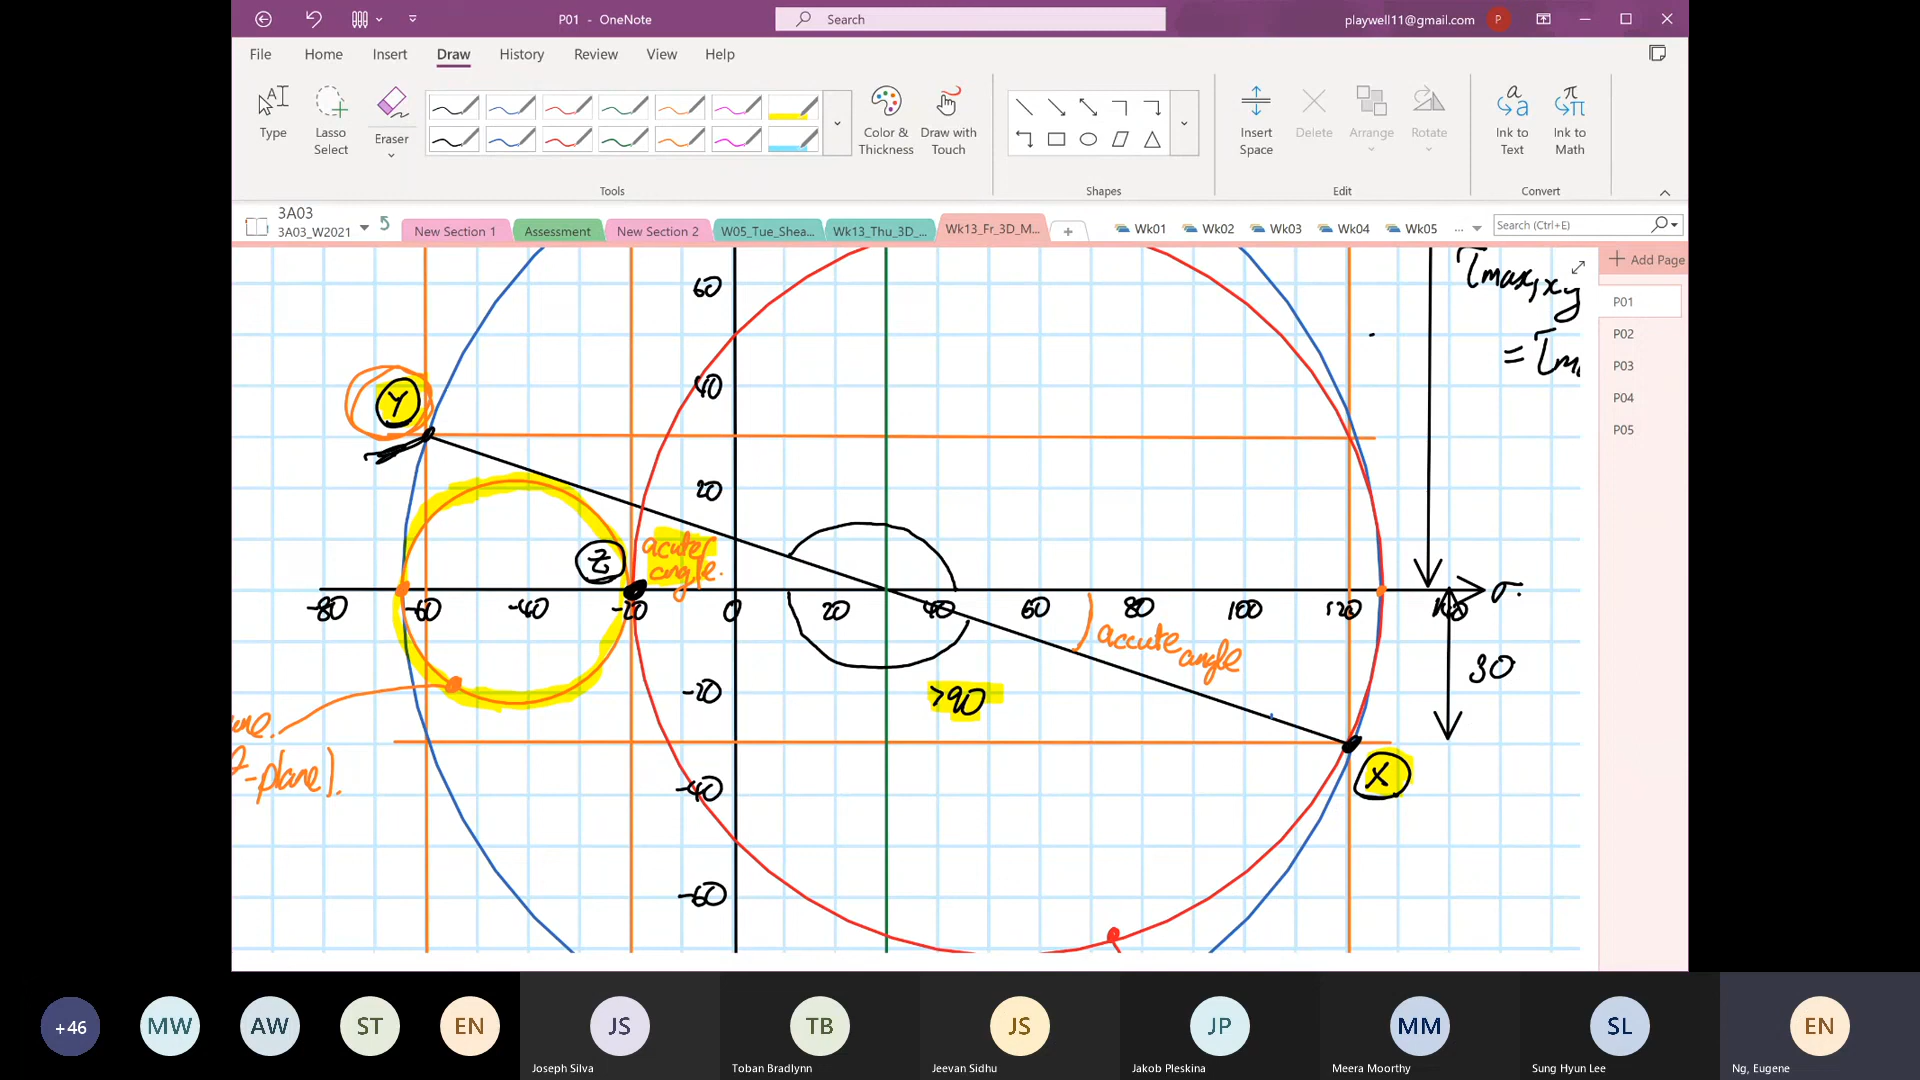 P01 - OneNote
Search
playwell11@gmail.com
P
File Home Insert Draw History Review View Help
Type
Lasso Select
Eraser
Color & Thickness
Draw with Touch
Insert Space
Delete
Arrange
Rotate
Ink to Text
Ink to Math
Tools
Shapes
Edit
Convert
3A03
3A03_W2021
New Section 1
Assessment
New Section 2
W05_Tue_Shea...
Wk13_Thu_3D_...
Wk13_Fr_3D_M...
+
Wk01
Wk02
Wk03
Wk04
Wk05
...
Search (Ctrl+E)
Add Page
P01
P02
P03
P04
P05
τmax,xy
= τm
60
40
20
Y
Z
acute
angle.
-80 -60 -40 -20 0 20 40 60 80 100 120
σ
accute angle
30
-20
>90
X
-plane).
-40
-60
+46
MW
AW
ST
EN
JS
Joseph Silva
TB
Toban Bradlynn
JS
Jeevan Sidhu
JP
Jakob Pleskina
MM
Meera Moorthy
SL
Sung Hyun Lee
EN
Ng, Eugene